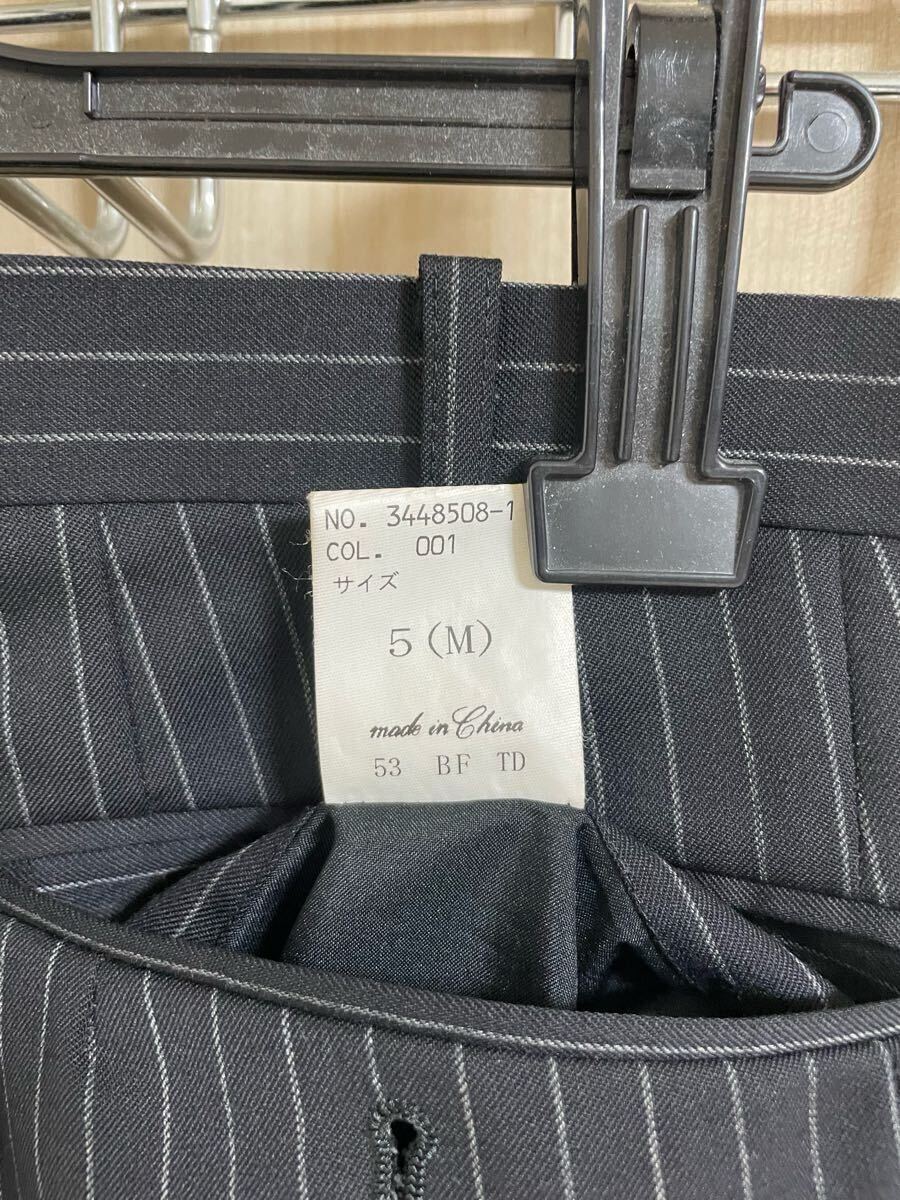 NO. 3448508-1
COL. 001
サイズ
5(M)
made in China
53 BF TD